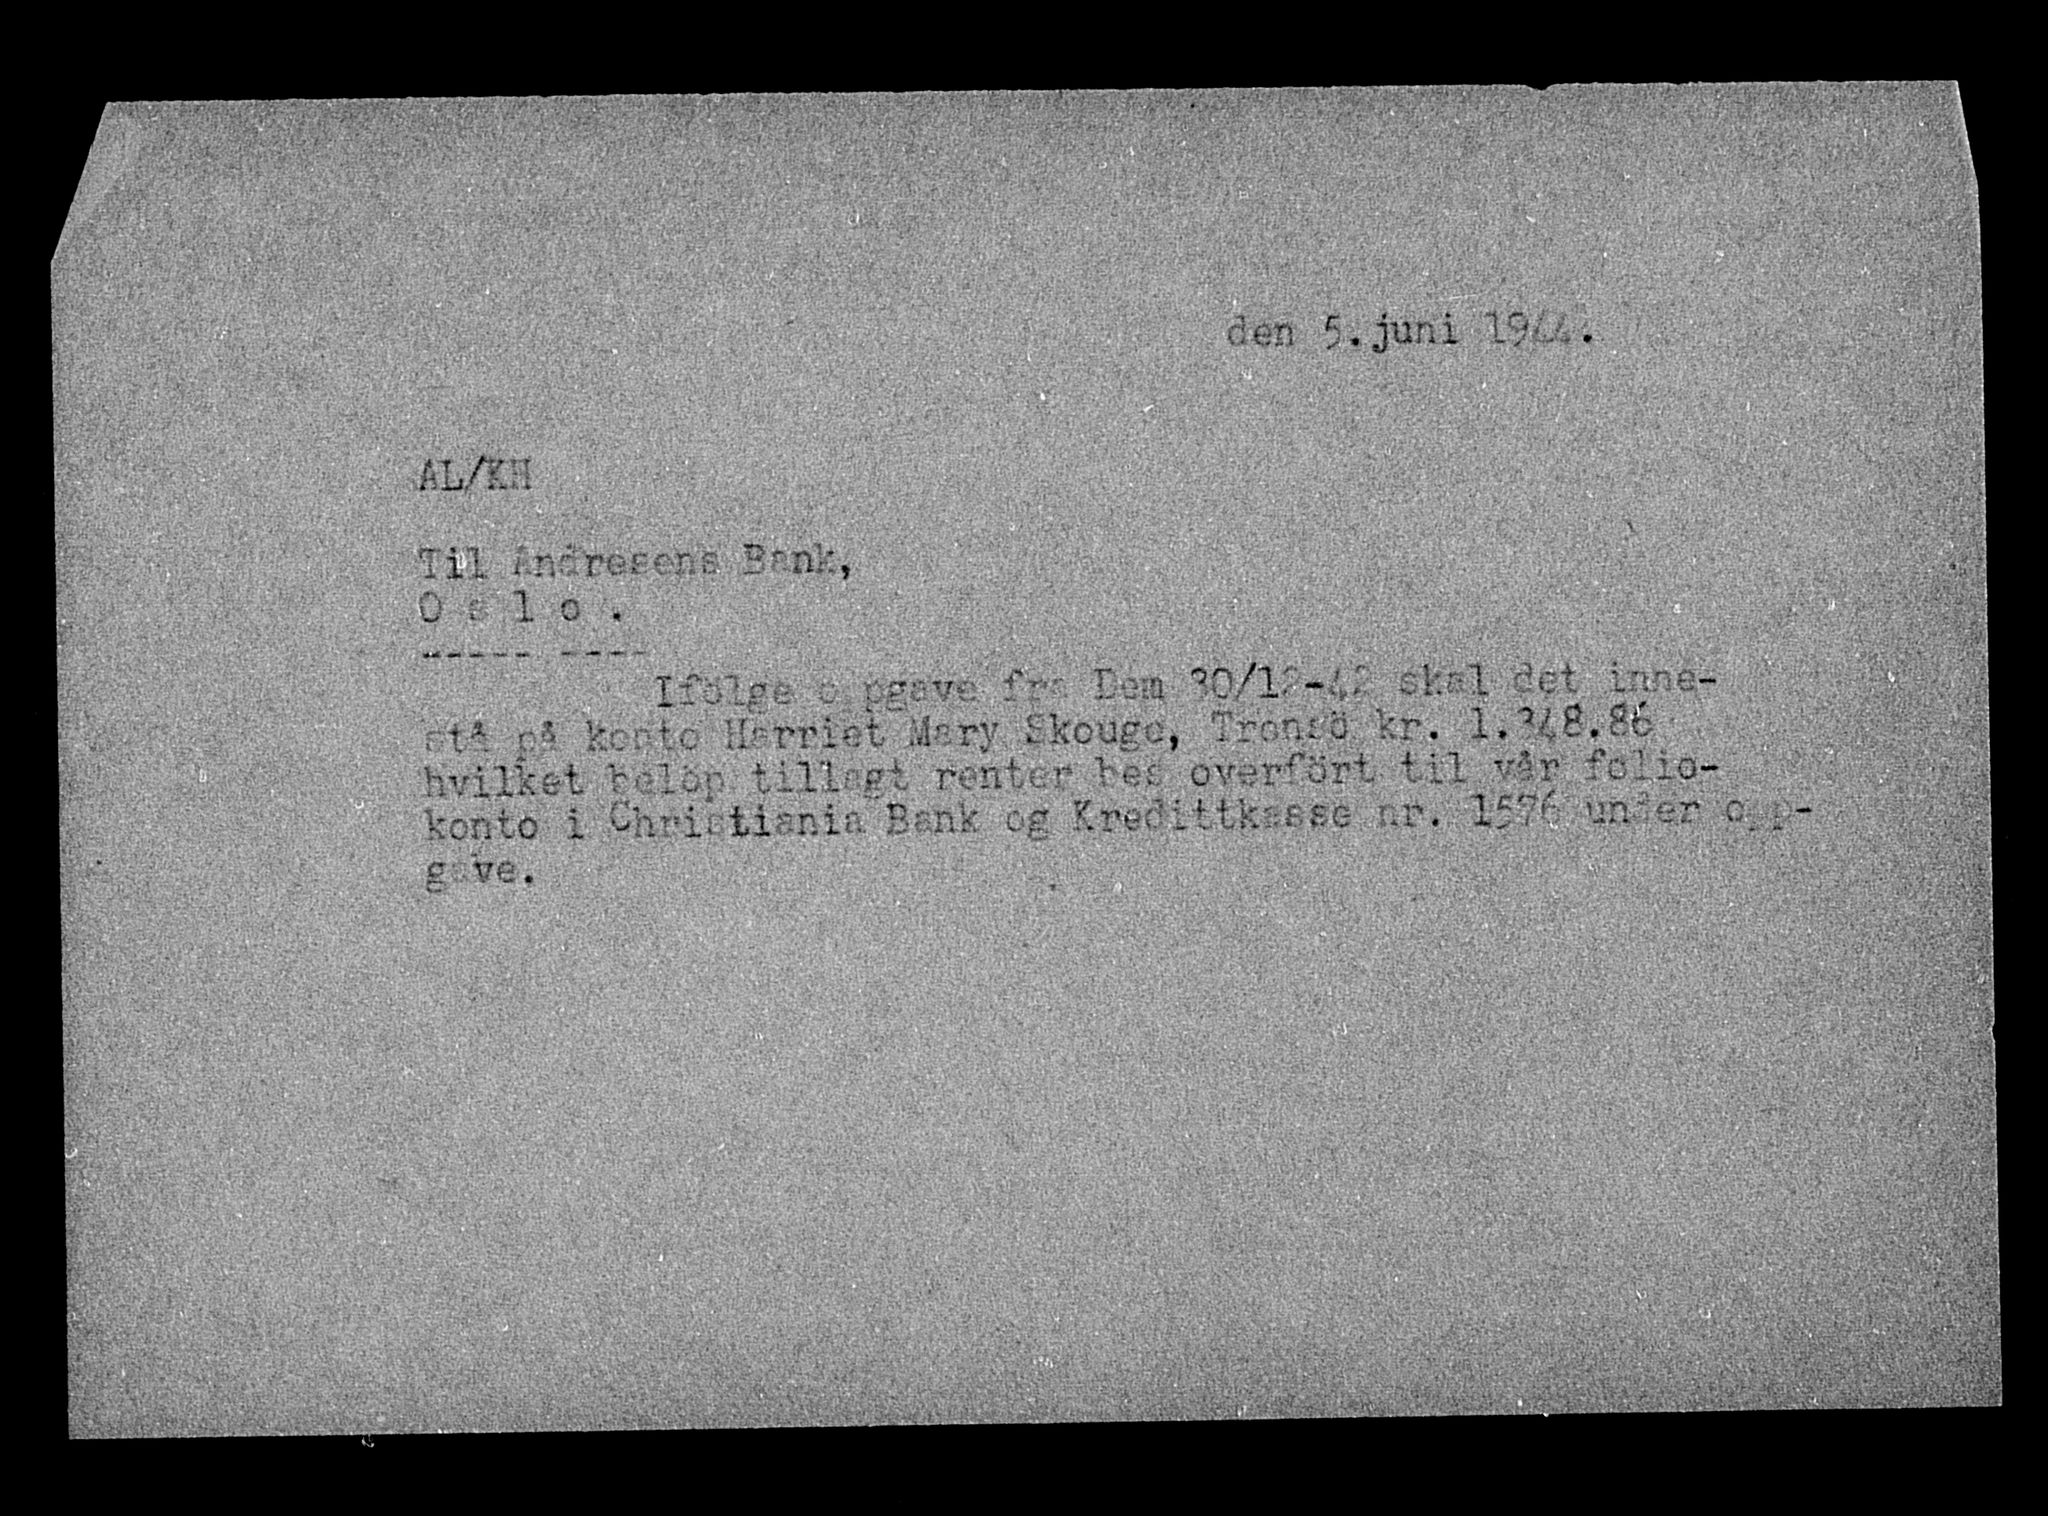 den 5. juni 1944.
AL/KH
Til Andresens Bank,
O s l o .
----- ----
Ifölge oppgave fra Dem 30/12-42 skal det inne-
stå på konto Harriet Mary Skouge, Tromsö kr. 1.348.86
hvilket belöp tillagt renter bes overfört til vår folio-
konto i Christiania Bank og Kredittkasse nr. 1576 under opp-
gave.